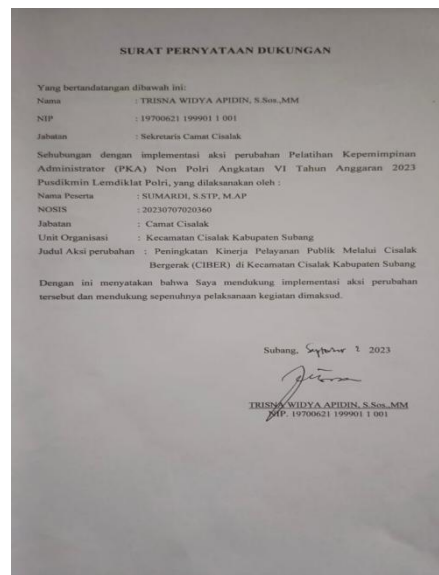 SURAT PERNYATAAN DUKUNGAN
Yang bertandatangan dibawah ini:
Nama : TRISNA WIDYA APIDIN, S.Sos.,MM
NIP : 19700621 199901 1 001
Jabatan : Sekretaris Camat Cisalak
Sehubungan dengan implementasi aksi perubahan Pelatihan Kepemimpinan
Administrator (PKA) Non Polri Angkatan VI Tahun Anggaran 2023
Pusdikmin Lemdiklat Polri, yang dilaksanakan oleh :
Nama Peserta : SUMARDI, S.STP, M.AP
NOSIS : 20230707020360
Jabatan : Camat Cisalak
Unit Organisasi : Kecamatan Cisalak Kabupaten Subang
Judul Aksi perubahan : Peningkatan Kinerja Pelayanan Publik Melalui Cisalak
Bergerak (CIBER) di Kecamatan Cisalak Kabupaten Subang
Dengan ini menyatakan bahwa Saya mendukung implementasi aksi perubahan
tersebut dan mendukung sepenuhnya pelaksanaan kegiatan dimaksud.
Subang, September 2023
TRISNA WIDYA APIDIN, S.Sos.,MM
NIP. 19700621 199901 1 001